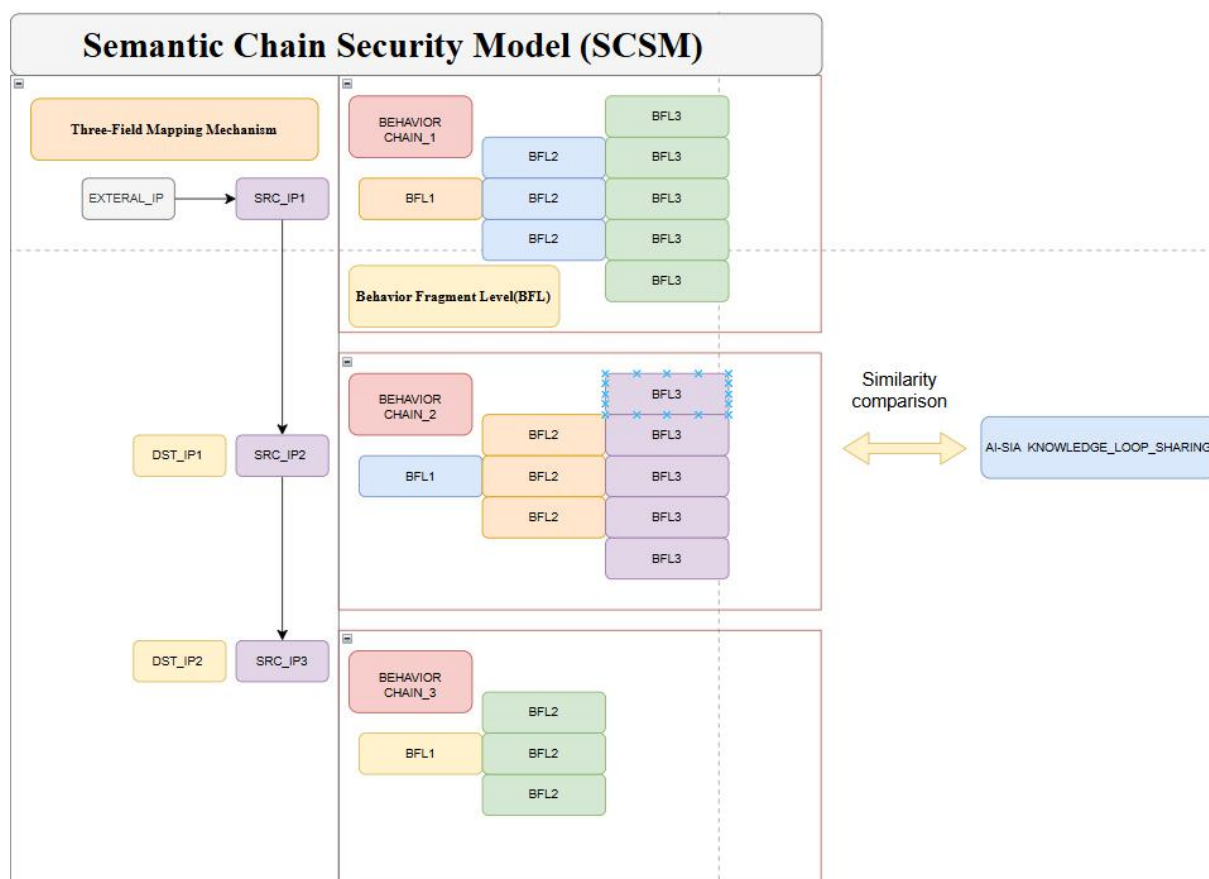 Semantic Chain Security Model (SCSM)
Three-Field Mapping Mechanism
EXTERAL_IP
SRC_IP1
DST_IP1
SRC_IP2
DST_IP2
SRC_IP3
BEHAVIOR
CHAIN_1
BFL1
BFL2
BFL2
BFL2
BFL3
BFL3
BFL3
BFL3
BFL3
Behavior Fragment Level(BFL)
BEHAVIOR
CHAIN_2
BFL1
BFL2
BFL2
BFL2
BFL3
BFL3
BFL3
BFL3
BFL3
BEHAVIOR
CHAIN_3
BFL1
BFL2
BFL2
BFL2
Similarity
comparison
AI-SIA KNOWLEDGE_LOOP_SHARING